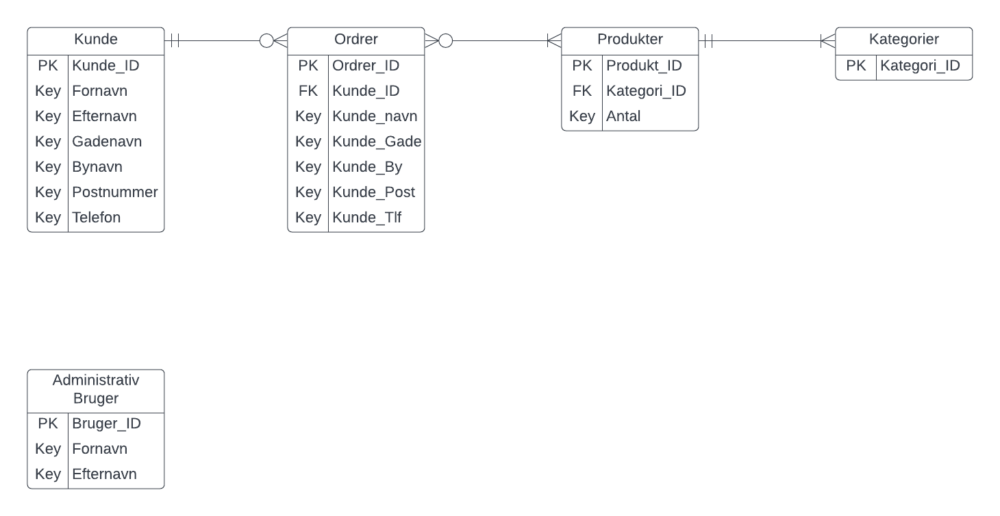 Kunde
PK Kunde_ID
Key Fornavn
Key Efternavn
Key Gadenavn
Key Bynavn
Key Postnummer
Key Telefon
Ordrer
PK Ordrer_ID
FK Kunde_ID
Key Kunde_navn
Key Kunde_Gade
Key Kunde_By
Key Kunde_Post
Key Kunde_Tlf
Produkter
PK Produkt_ID
FK Kategori_ID
Key Antal
Kategorier
PK Kategori_ID
Administrativ
Bruger
PK Bruger_ID
Key Fornavn
Key Efternavn